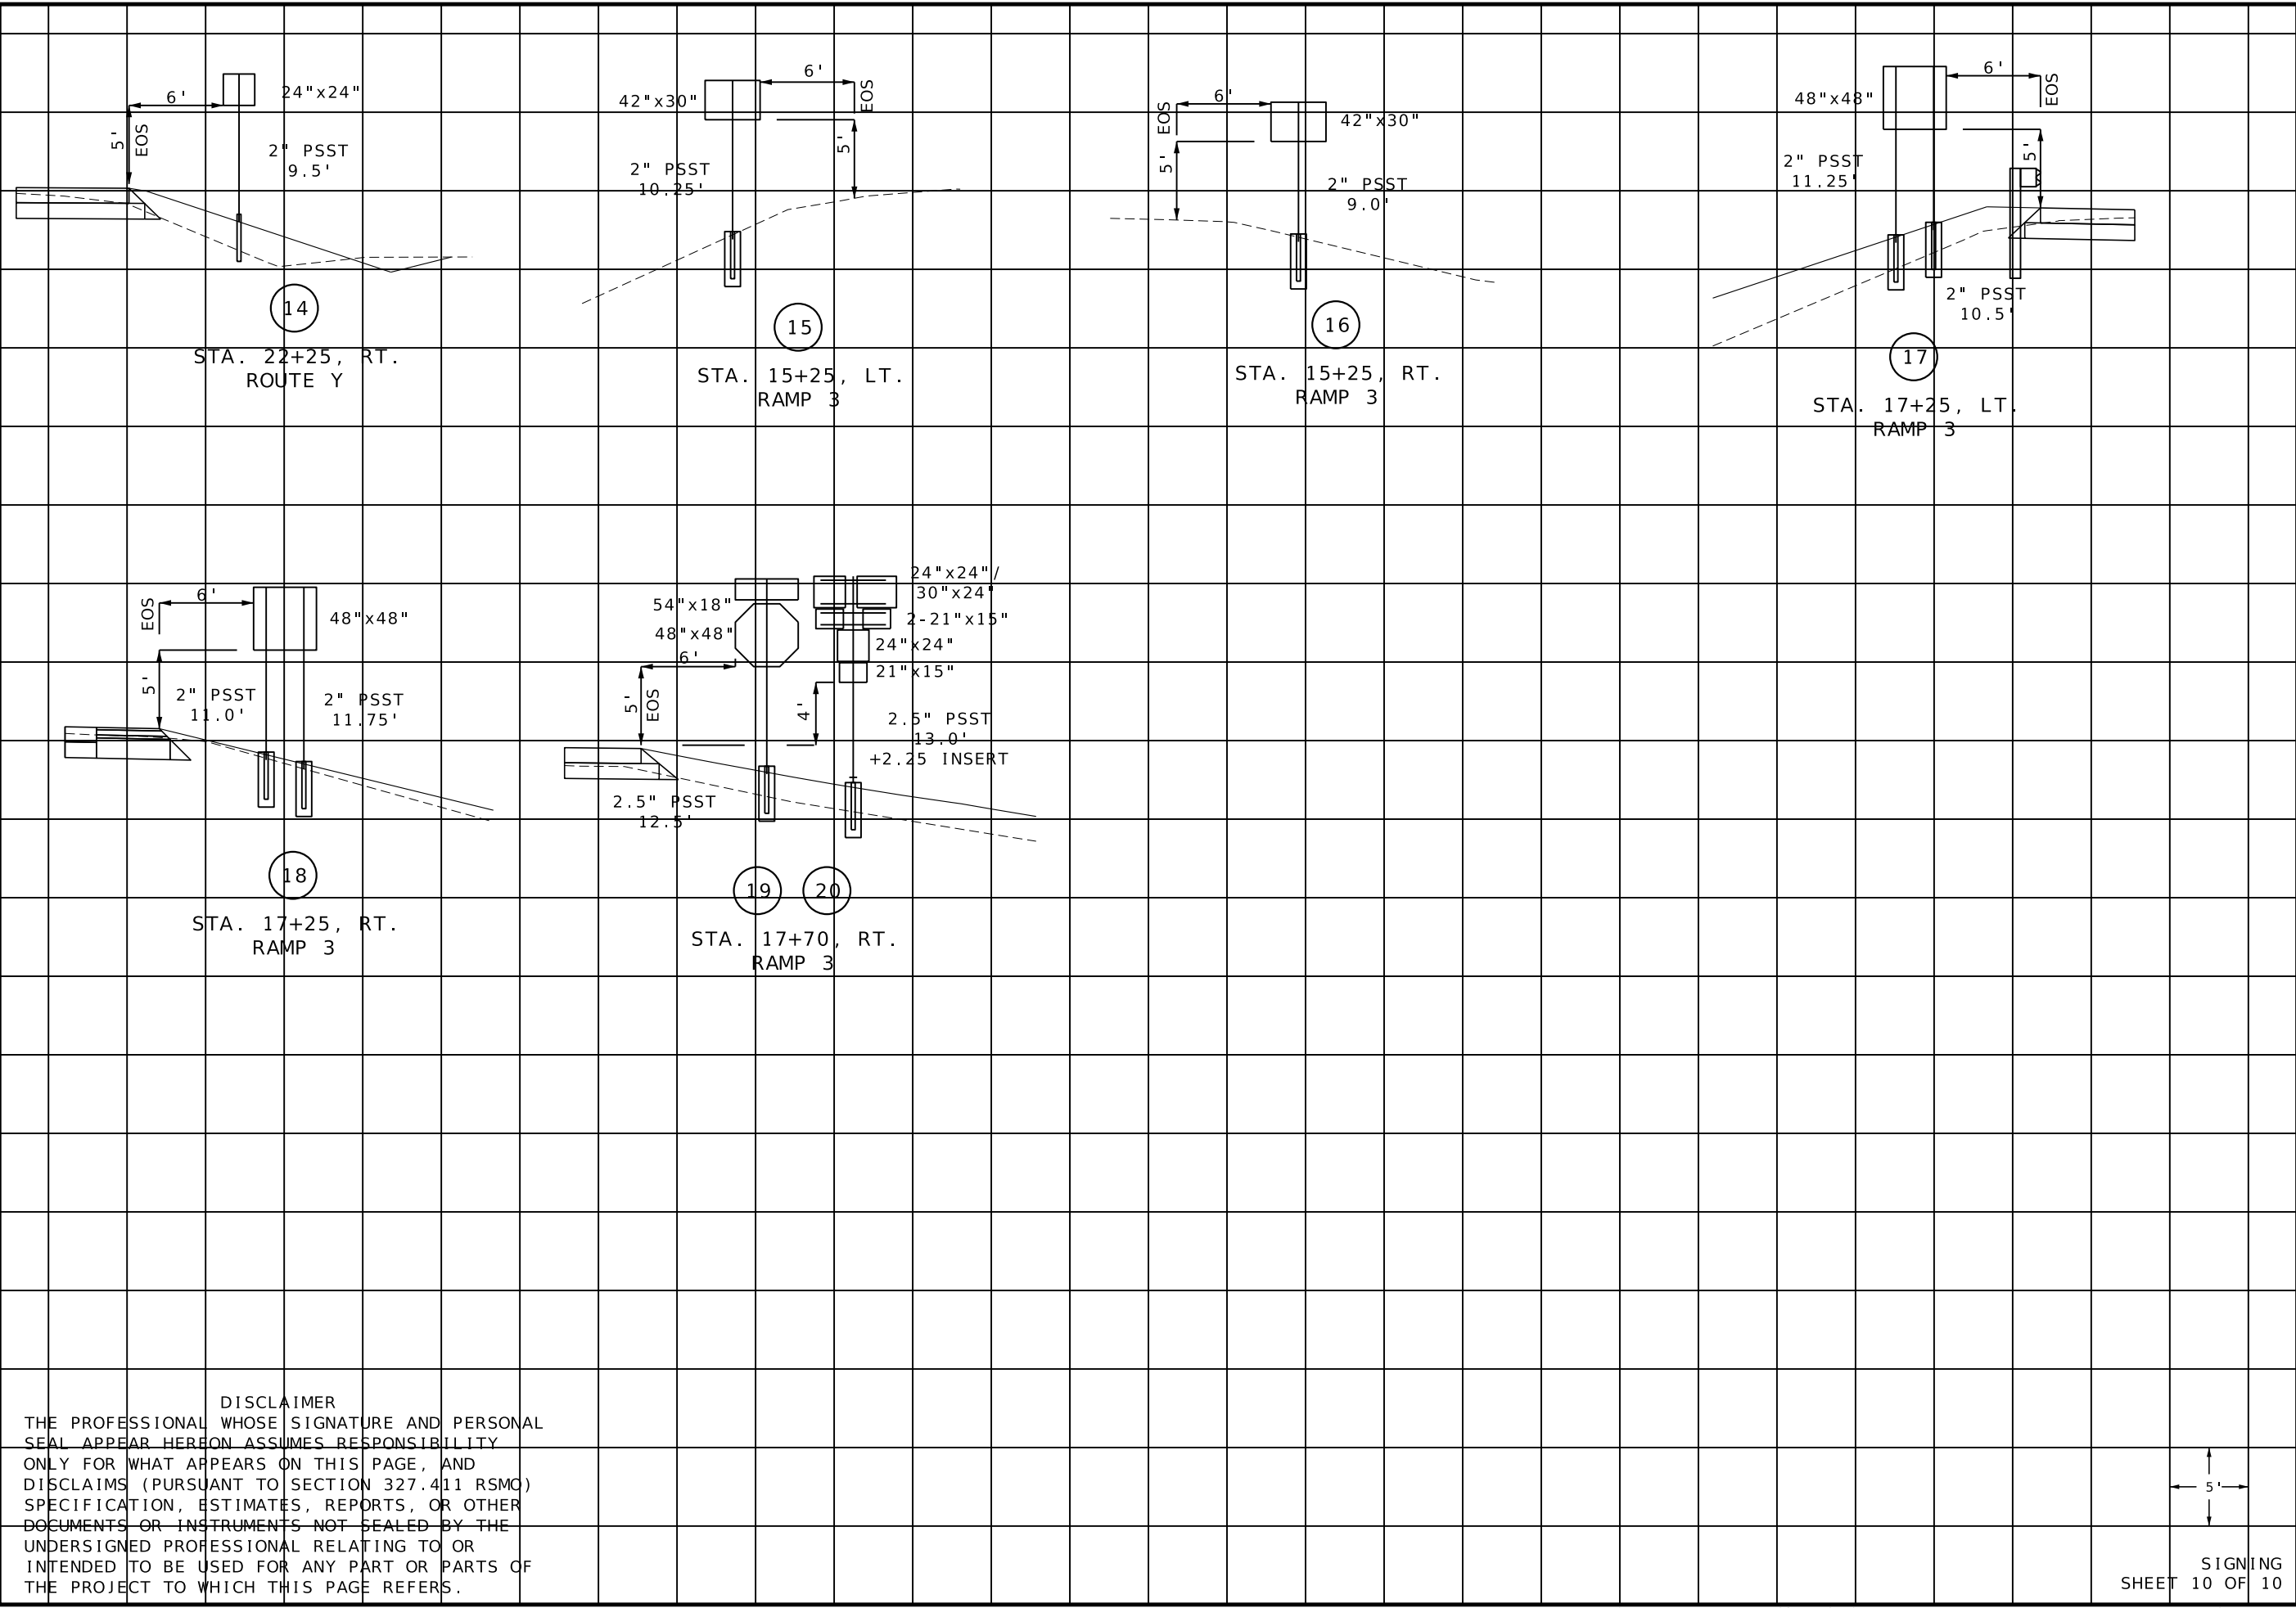 6'
24"x24"
5'
EOS
2" PSST
9.5'
14
STA. 22+25, RT.
ROUTE Y
6'
EOS
42"x30"
5'
2" PSST
10.25'
15
STA. 15+25, LT.
RAMP 3
6'
EOS
42"x30"
5'
2" PSST
9.0'
16
STA. 15+25, RT.
RAMP 3
6'
EOS
48"x48"
5'
2" PSST
11.25'
2" PSST
10.5'
17
STA. 17+25, LT.
RAMP 3
6'
EOS
48"x48"
5'
2" PSST
11.0'
2" PSST
11.75'
18
STA. 17+25, RT.
RAMP 3
24"x24"/
30"x24"
54"x18"
2-21"x15"
48"x48"
24"x24"
6'
21"x15"
5'
EOS
4'
2.5" PSST
13.0'
+2.25 INSERT
2.5" PSST
12.5'
19
20
STA. 17+70, RT.
RAMP 3
DISCLAIMER
THE PROFESSIONAL WHOSE SIGNATURE AND PERSONAL
SEAL APPEAR HEREON ASSUMES RESPONSIBILITY
ONLY FOR WHAT APPEARS ON THIS PAGE, AND
DISCLAIMS (PURSUANT TO SECTION 327.411 RSMO)
SPECIFICATION, ESTIMATES, REPORTS, OR OTHER
DOCUMENTS OR INSTRUMENTS NOT SEALED BY THE
UNDERSIGNED PROFESSIONAL RELATING TO OR
INTENDED TO BE USED FOR ANY PART OR PARTS OF
THE PROJECT TO WHICH THIS PAGE REFERS.
5'
SIGNING
SHEET 10 OF 10